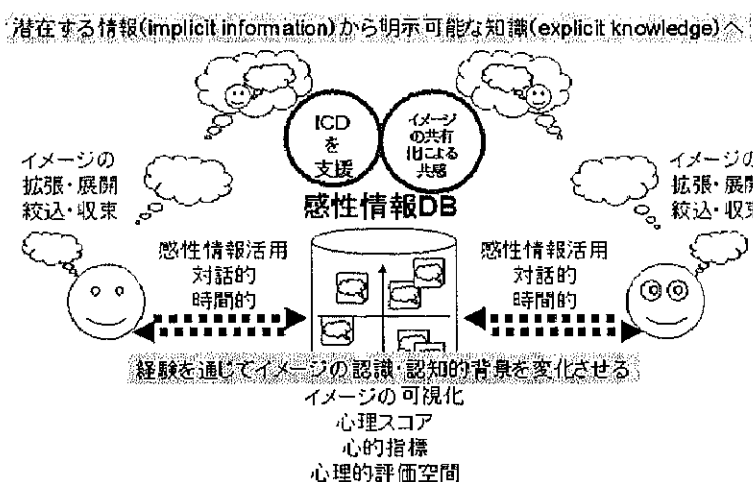 潜在する情報(implicit information)から明示可能な知識(explicit knowledge)へ
ICD
を
支援
イメージ
の共有
化による
共感
イメージの
拡張・展開
絞込・収束
イメージの
拡張・展開
絞込・収束
感性情報DB
感性情報活用
対話的
時間的
感性情報活用
対話的
時間的
経験を通じてイメージの認識・認知的背景を変化させる
イメージの可視化
心理スコア
心的指標
心理的評価空間